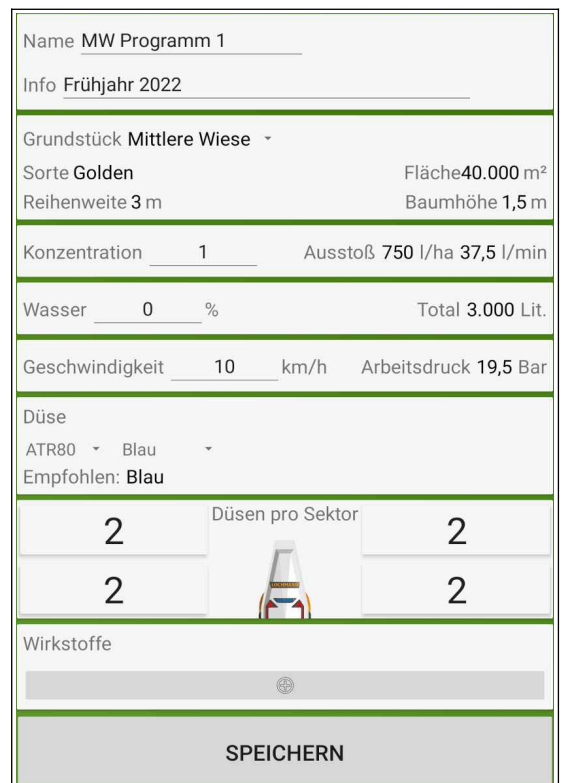 Name MW Programm 1
Info Frühjahr 2022
Grundstück Mittlere Wiese
Sorte Golden Fläche40.000 m²
Reihenweite 3 m Baumhöhe 1,5 m
Konzentration 1 Ausstoß 750 l/ha 37,5 l/min
Wasser 0 % Total 3.000 Lit.
Geschwindigkeit 10 km/h Arbeitsdruck 19,5 Bar
Düse
ATR80 Blau
Empfohlen: Blau
Düsen pro Sektor
2 2
LOCHMANN
2 2
Wirkstoffe
SPEICHERN